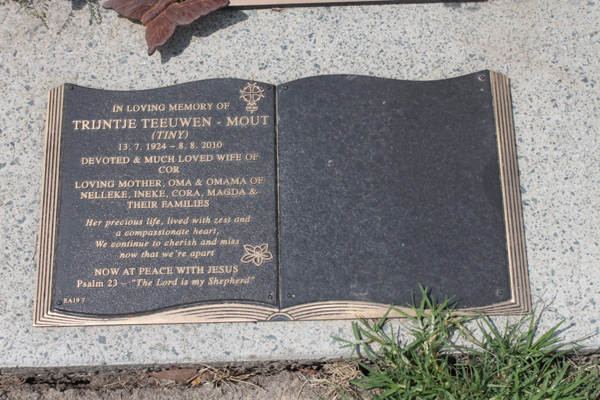 IN LOVING MEMORY OF
TRIJNTJE TEEUWEN - MOUT
(TINY)
13. 7. 1924 – 8. 8. 2010
DEVOTED & MUCH LOVED WIFE OF
COR
LOVING MOTHER, OMA & OMAMA OF
NELLEKE, INEKE, CORA, MAGDA &
THEIR FAMILIES
Her precious life, lived with zest and
a compassionate heart,
We continue to cherish and miss
now that we're apart
NOW AT PEACE WITH JESUS
Psalm 23 – "The Lord is my Shepherd"